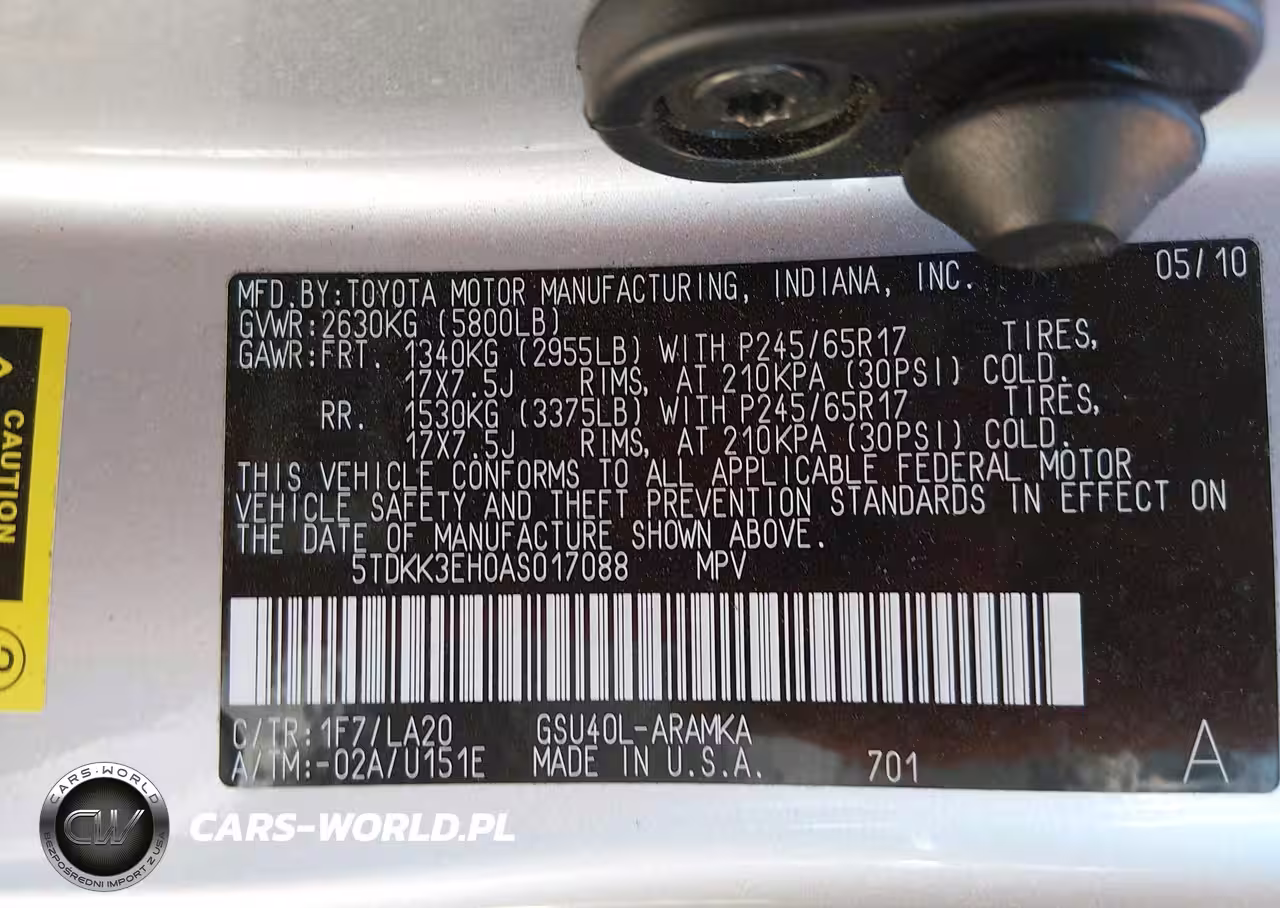 05/10
MFD.BY:TOYOTA MOTOR MANUFACTURING, INDIANA, INC.
GVWR:2630KG (5800LB)
GAWR:FRT. 1340KG (2955LB) WITH P245/65R17 TIRES,
17X7.5J RIMS, AT 210KPA (30PSI) COLD.
RR. 1530KG (3375LB) WITH P245/65R17 TIRES,
17X7.5J RIMS, AT 210KPA (30PSI) COLD.
THIS VEHICLE CONFORMS TO ALL APPLICABLE FEDERAL MOTOR
VEHICLE SAFETY AND THEFT PREVENTION STANDARDS IN EFFECT ON
THE DATE OF MANUFACTURE SHOWN ABOVE.
5TDKK3EH0AS017088 MPV
C/TR:1F7/LA20 GSU40L-ARAMKA
A/TM:-02A/U151E MADE IN U.S.A. 701 A
CAUTION
CARS-WORLD
CW
BEZPOŚREDNI IMPORT Z USA
CARS-WORLD.PL